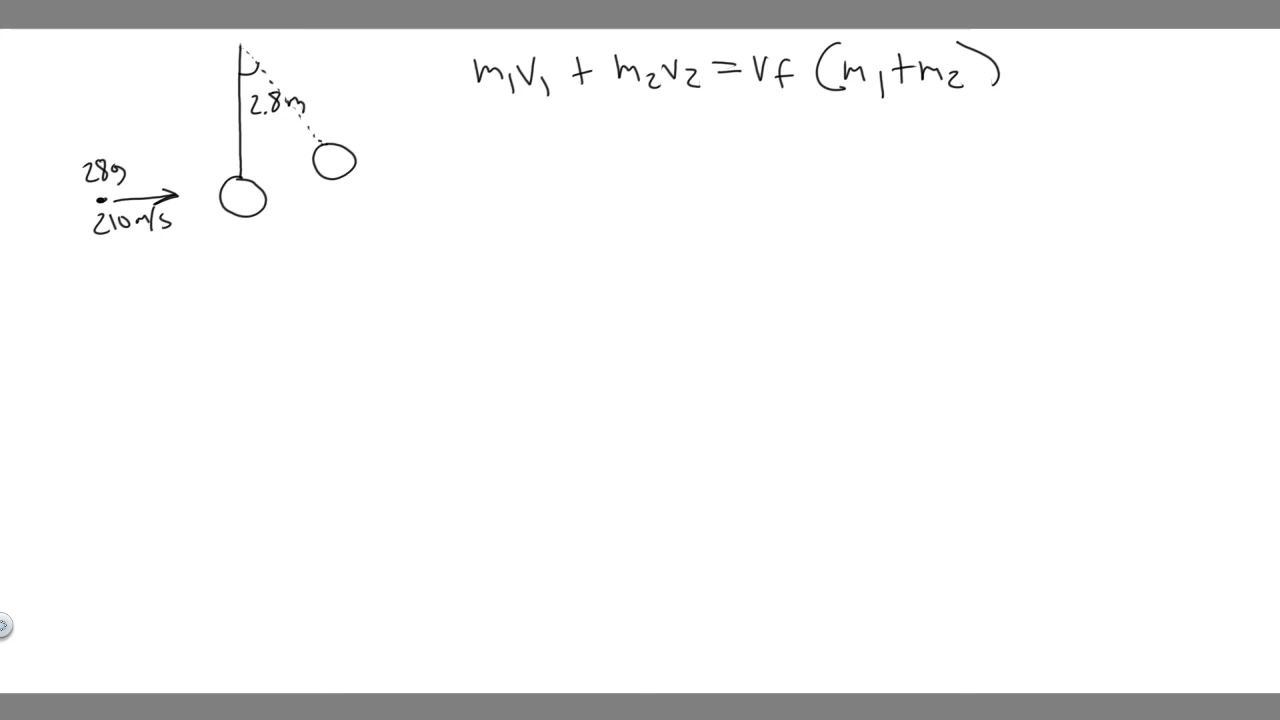 m₁v₁ + m₂v₂ = vf (m₁+m₂)
2.8m
28g
210m/s